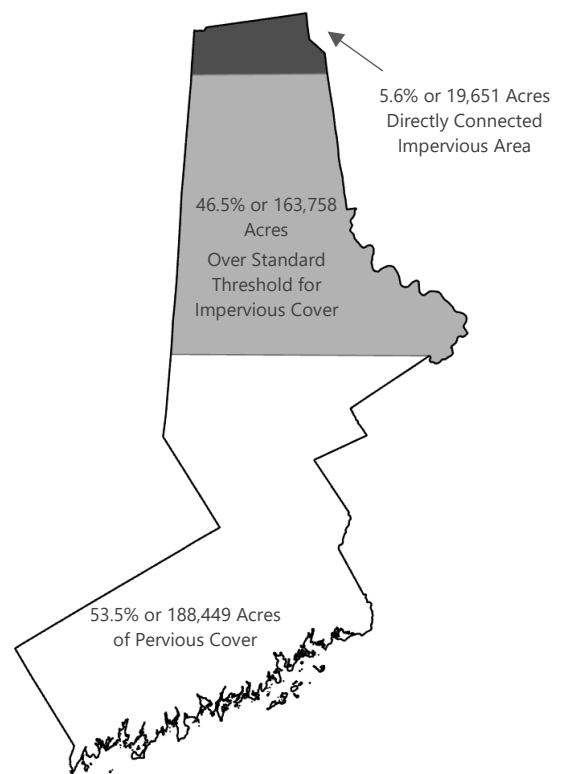 5.6% or 19,651 Acres
Directly Connected
Impervious Area
46.5% or 163,758
Acres
Over Standard
Threshold for
Impervious Cover
53.5% or 188,449 Acres
of Pervious Cover